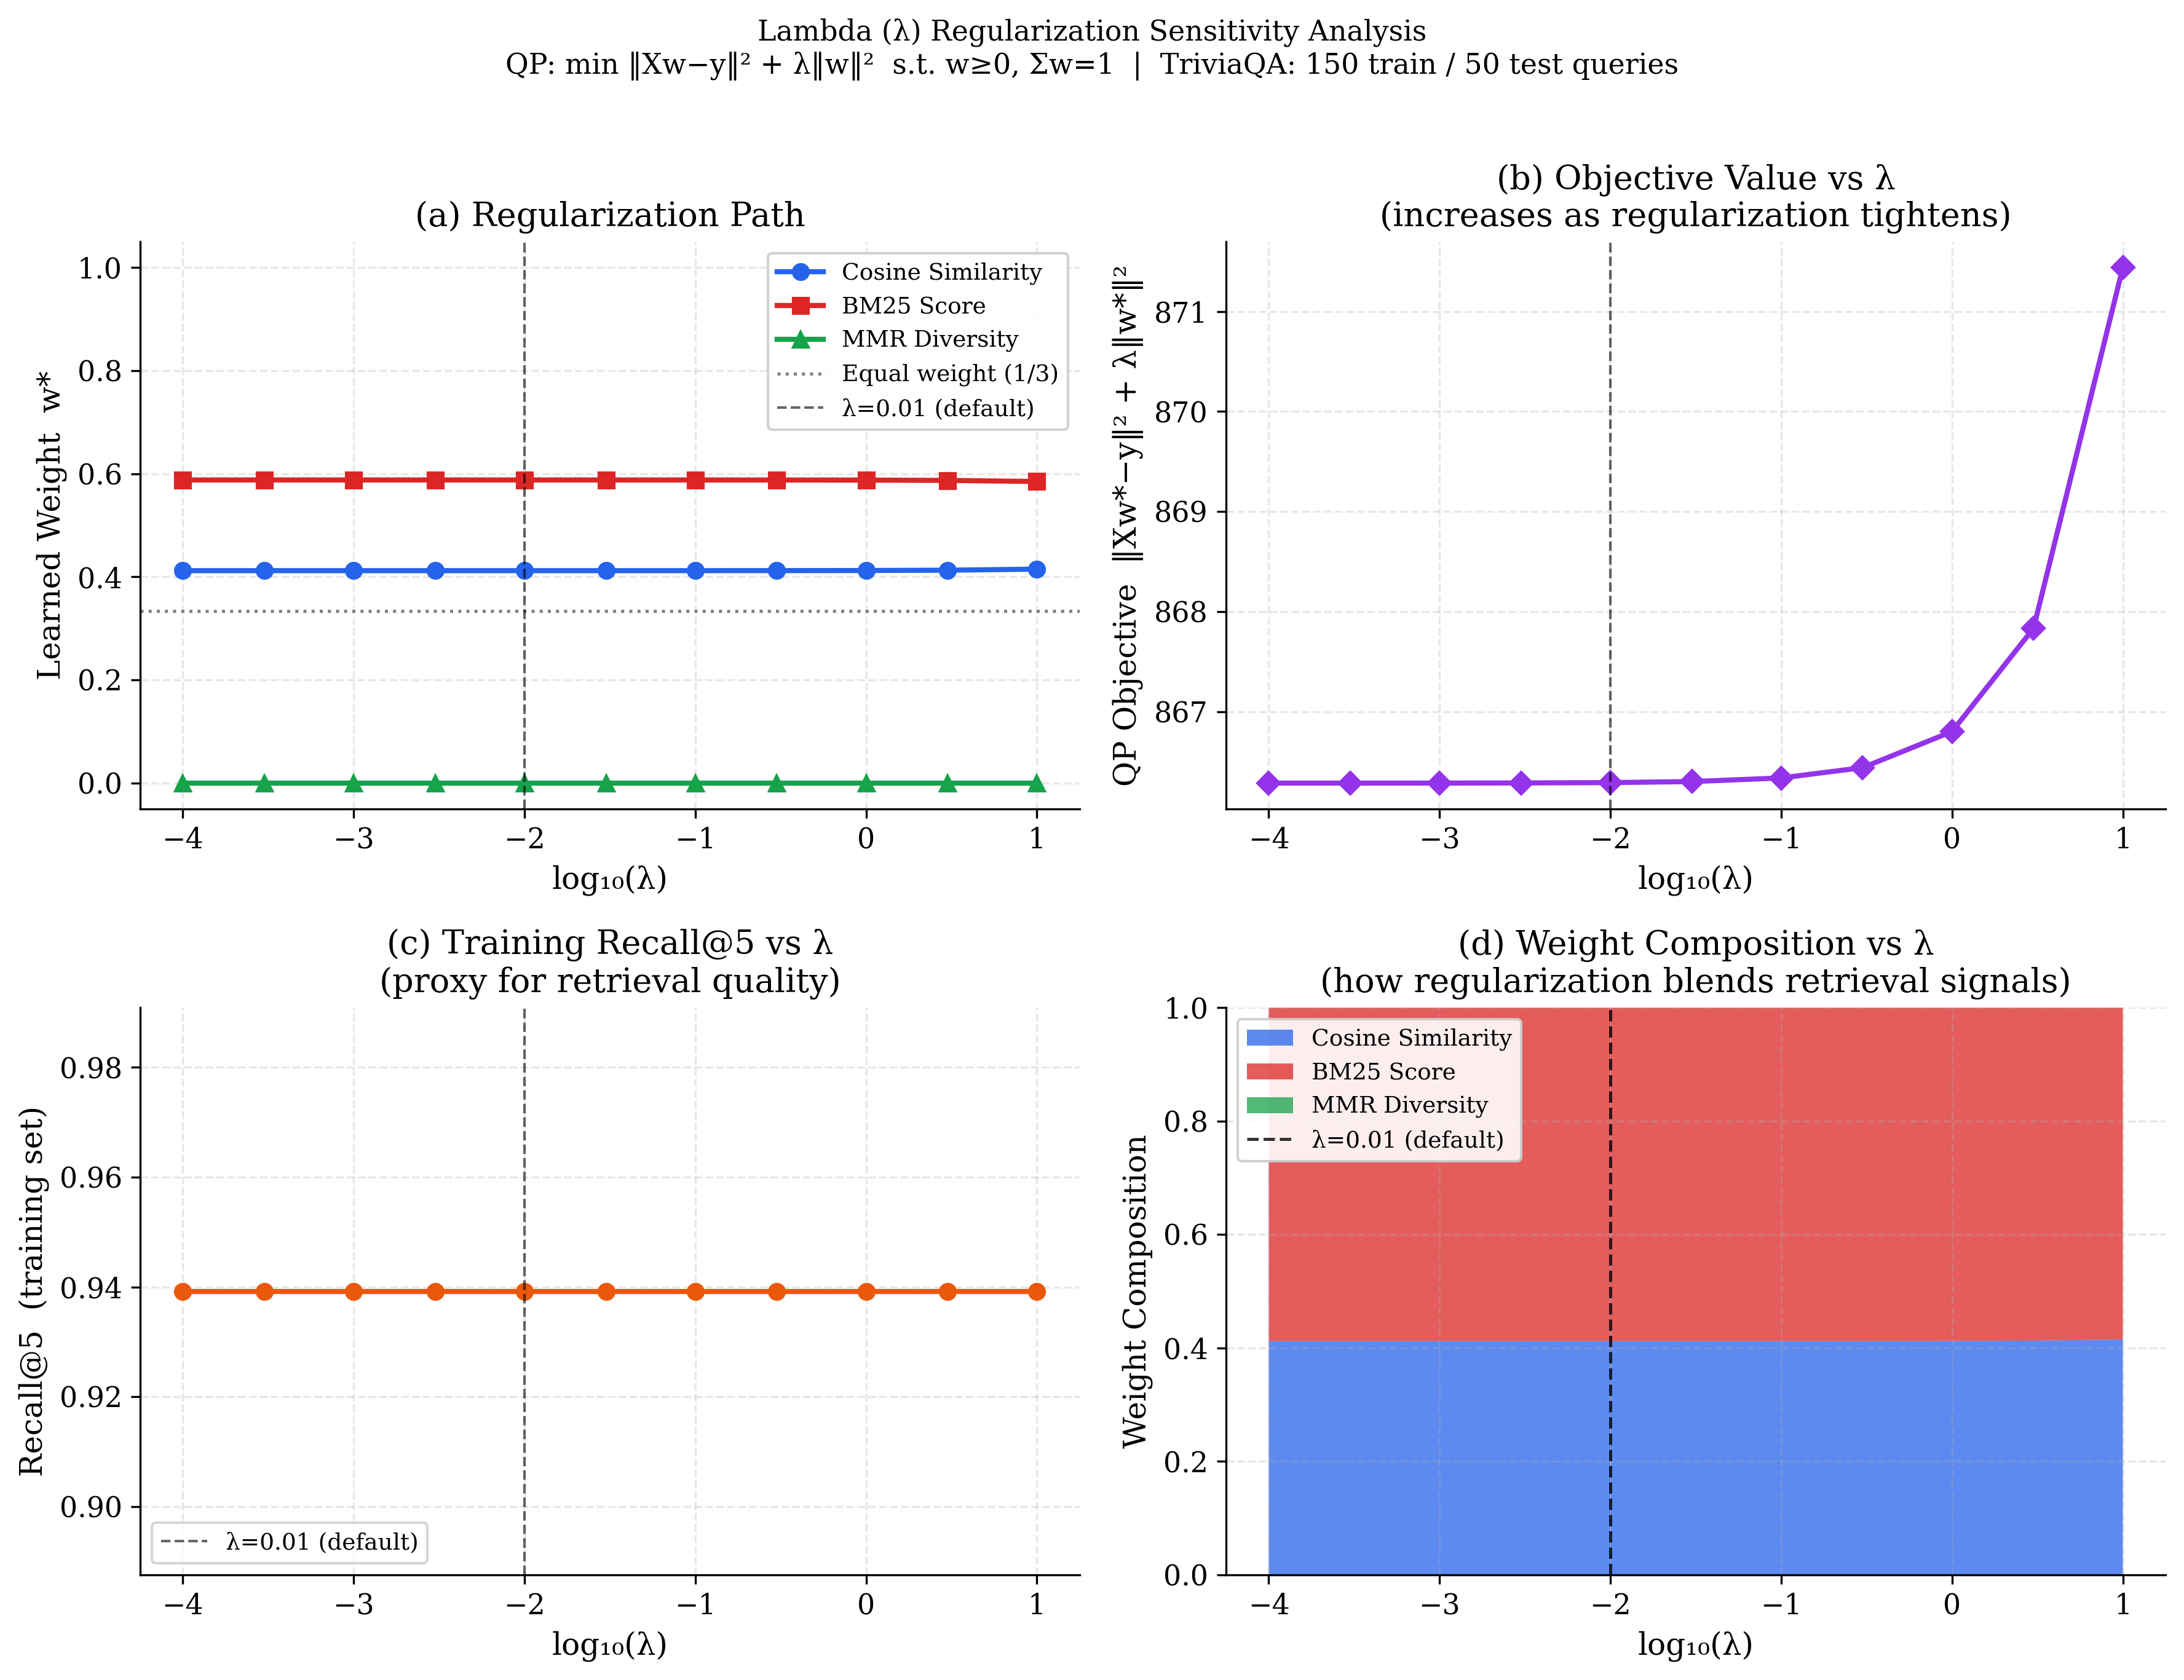 Lambda (λ) Regularization Sensitivity Analysis
QP: min ‖Xw−y‖² + λ‖w‖²  s.t. w≥0, Σw=1  |  TriviaQA: 150 train / 50 test queries
(a) Regularization Path
Learned Weight  w*
1.0
0.8
0.6
0.4
0.2
0.0
Cosine Similarity
BM25 Score
MMR Diversity
Equal weight (1/3)
λ=0.01 (default)
−4
−3
−2
−1
0
1
log₁₀(λ)
(b) Objective Value vs λ
(increases as regularization tightens)
QP Objective  ‖Xw*−y‖² + λ‖w*‖²
871
870
869
868
867
−4
−3
−2
−1
0
1
log₁₀(λ)
(c) Training Recall@5 vs λ
(proxy for retrieval quality)
Recall@5  (training set)
0.98
0.96
0.94
0.92
0.90
λ=0.01 (default)
−4
−3
−2
−1
0
1
log₁₀(λ)
(d) Weight Composition vs λ
(how regularization blends retrieval signals)
Weight Composition
1.0
0.8
0.6
0.4
0.2
0.0
Cosine Similarity
BM25 Score
MMR Diversity
λ=0.01 (default)
−4
−3
−2
−1
0
1
log₁₀(λ)